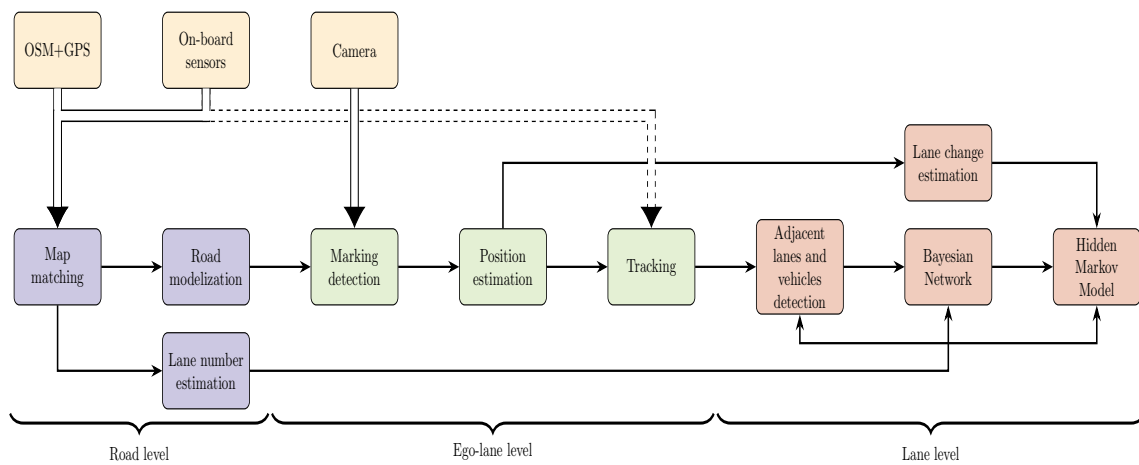 OSM+GPS
On-board
sensors
Camera
Lane change
estimation
Map
matching
Road
modelization
Marking
detection
Position
estimation
Tracking
Adjacent
lanes and
vehicles
detection
Bayesian
Network
Hidden
Markov
Model
Lane number
estimation
Road level
Ego-lane level
Lane level